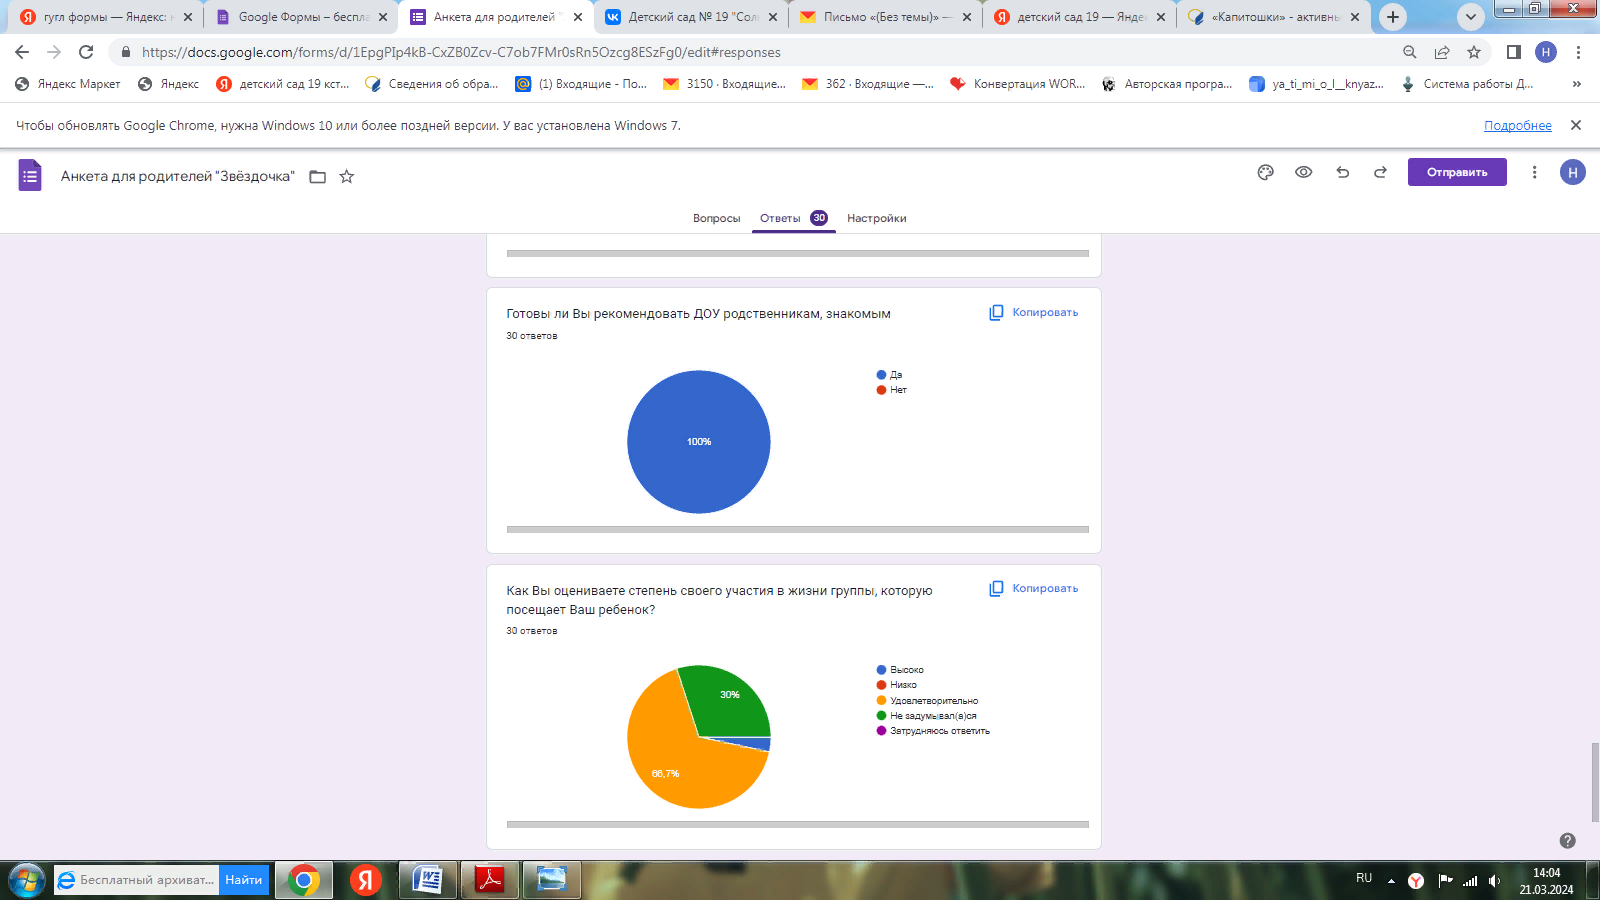 гугл формы — Яндекс: н
Google Формы – беспла
Анкета для родителей "
Детский сад № 19 "Сол
Письмо «(Без темы)» —
детский сад 19 — Яндек
«Капитошки» - активны
https://docs.google.com/forms/d/1EpgPIp4kB-CxZB0Zcv-C7ob7FMr0sRn5Ozcg8ESzFg0/edit#responses
H
Яндекс Маркет
Яндекс
детский сад 19 кст...
Сведения об обра...
(1) Входящие - По...
3150 · Входящие...
362 · Входящие —...
Конвертация WOR...
Авторская програ...
ya_ti_mi_o_l__knyaz...
Система работы Д...
»
Чтобы обновлять Google Chrome, нужна Windows 10 или более поздней версии. У вас установлена Windows 7.
Подробнее
Анкета для родителей "Звёздочка"
Отправить
H
Вопросы
Ответы 30
Настройки
Готовы ли Вы рекомендовать ДОУ родственникам, знакомым
Копировать
30 ответов
Да
Нет
100%
Как Вы оцениваете степень своего участия в жизни группы, которую
посещает Ваш ребенок?
Копировать
30 ответов
Высоко
Низко
Удовлетворительно
Не задумывал(а)ся
Затрудняюсь ответить
30%
66,7%
Бесплатный архиват...
Найти
RU
14:04
21.03.2024